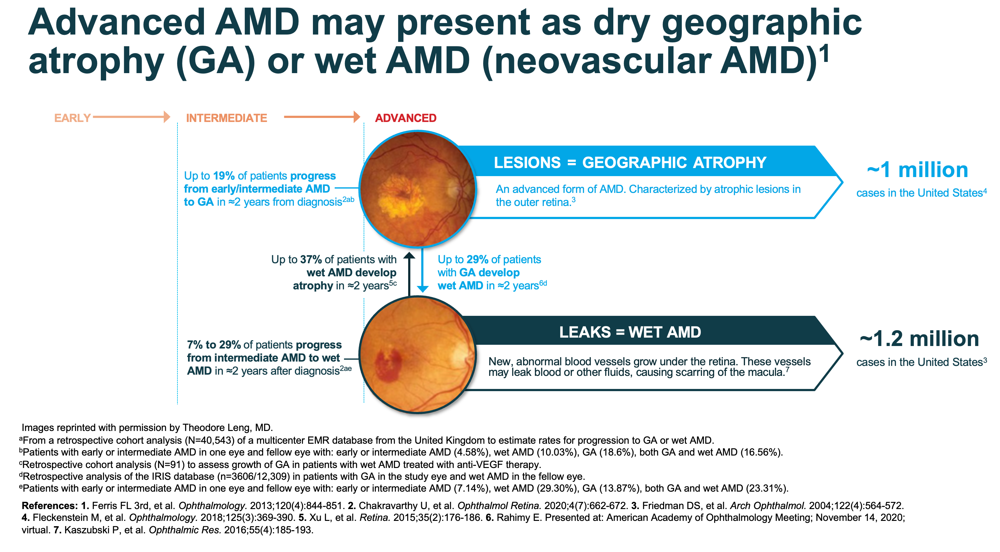 Advanced AMD may present as dry geographic
atrophy (GA) or wet AMD (neovascular AMD)¹
EARLY
INTERMEDIATE
ADVANCED
Up to 19% of patients progress
from early/intermediate AMD
to GA in ≈2 years from diagnosis²ᵃᵇ
LESIONS = GEOGRAPHIC ATROPHY
An advanced form of AMD. Characterized by atrophic lesions in
the outer retina.³
~1 million
cases in the United States⁴
Up to 37% of patients with
wet AMD develop
atrophy in ≈2 years⁵ᶜ
Up to 29% of patients
with GA develop
wet AMD in ≈2 years⁶ᵈ
7% to 29% of patients progress
from intermediate AMD to wet
AMD in ≈2 years after diagnosis²ᵃᵉ
LEAKS = WET AMD
New, abnormal blood vessels grow under the retina. These vessels
may leak blood or other fluids, causing scarring of the macula.⁷
~1.2 million
cases in the United States³
Images reprinted with permission by Theodore Leng, MD.
ᵃFrom a retrospective cohort analysis (N=40,543) of a multicenter EMR database from the United Kingdom to estimate rates for progression to GA or wet AMD.
ᵇPatients with early or intermediate AMD in one eye and fellow eye with: early or intermediate AMD (4.58%), wet AMD (10.03%), GA (18.6%), both GA and wet AMD (16.56%).
ᶜRetrospective cohort analysis (N=91) to assess growth of GA in patients with wet AMD treated with anti-VEGF therapy.
ᵈRetrospective analysis of the IRIS database (n=3606/12,309) in patients with GA in the study eye and wet AMD in the fellow eye.
ᵉPatients with early or intermediate AMD in one eye and fellow eye with: early or intermediate AMD (7.14%), wet AMD (29.30%), GA (13.87%), both GA and wet AMD (23.31%).
References: 1. Ferris FL 3rd, et al. Ophthalmology. 2013;120(4):844-851. 2. Chakravarthy U, et al. Ophthalmol Retina. 2020;4(7):662-672. 3. Friedman DS, et al. Arch Ophthalmol. 2004;122(4):564-572.
4. Fleckenstein M, et al. Ophthalmology. 2018;125(3):369-390. 5. Xu L, et al. Retina. 2015;35(2):176-186. 6. Rahimy E. Presented at: American Academy of Ophthalmology Meeting; November 14, 2020;
virtual. 7. Kaszubski P, et al. Ophthalmic Res. 2016;55(4):185-193.